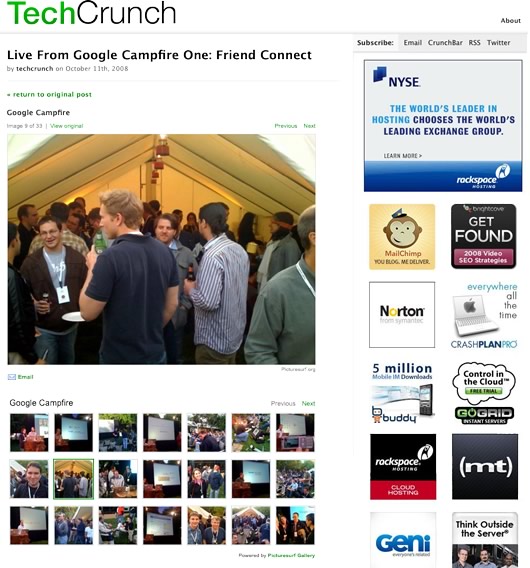 TechCrunch
About
Live From Google Campfire One: Friend Connect
by techcrunch on October 11th, 2008
Subscribe: Email CrunchBar RSS Twitter
« return to original post
Google Campfire
Image 9 of 33 | View original
Previous Next
Picturesurf.org
Email
Google Campfire
Previous Next
Powered by Picturesurf Gallery
NYSE.
THE WORLD'S LEADER IN
HOSTING CHOOSES THE WORLD'S
LEADING EXCHANGE GROUP.
LEARN MORE >
rackspace
HOSTING
MailChimp
YOU BLOG, ME DELIVER.
brightcove
GET
FOUND
2008 Video
SEO Strategies
Norton
from symantec
everywhere
all
the
time
CRASHPLANPRO
5 million
Mobile IM Downloads
buddy
Control in
the Cloud™
FREE TRIAL
GOGRID
INSTANT SERVERS
rackspace
HOSTING
CLOUD
HOSTING
(mt)
Geni
everyone's related
Think Outside
the Server®